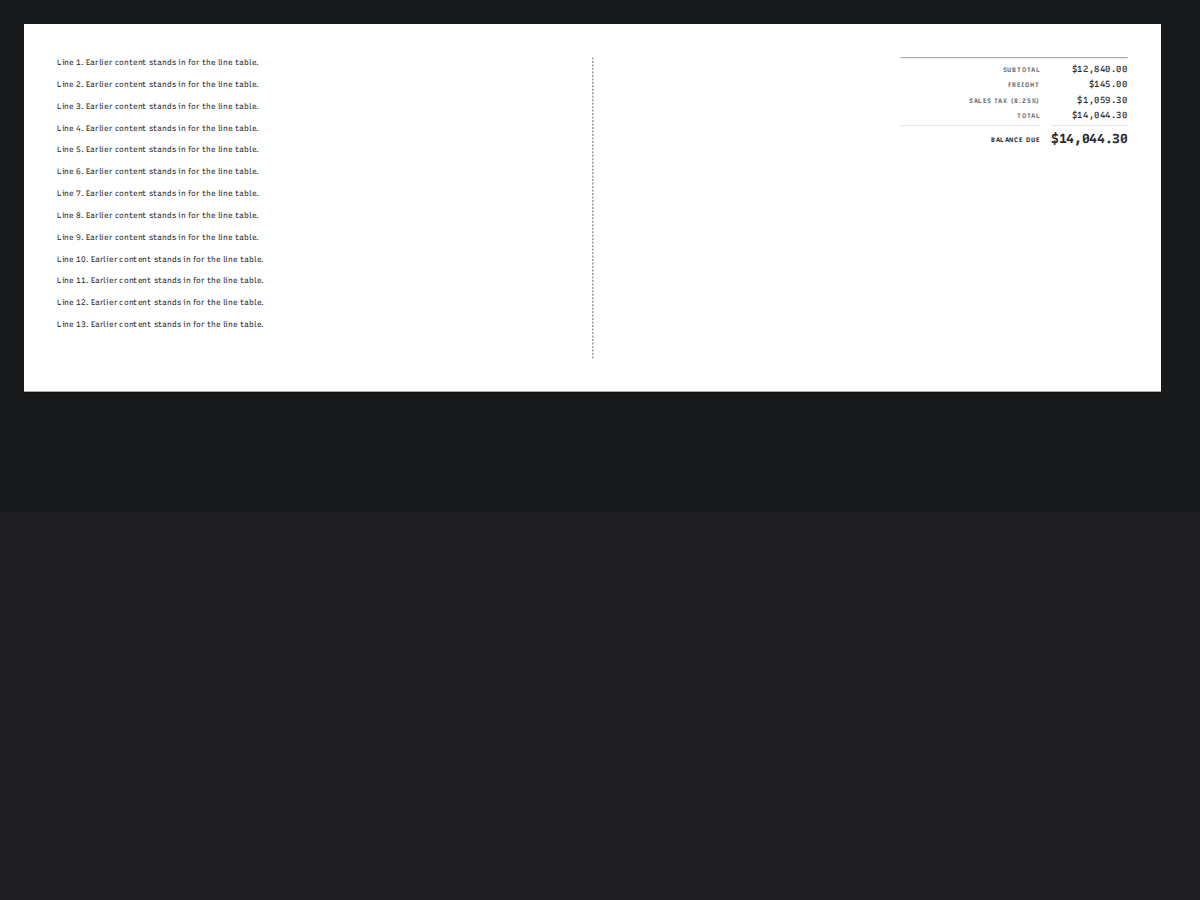 Line 1. Earlier content stands in for the line table.
Line 2. Earlier content stands in for the line table.
Line 3. Earlier content stands in for the line table.
Line 4. Earlier content stands in for the line table.
Line 5. Earlier content stands in for the line table.
Line 6. Earlier content stands in for the line table.
Line 7. Earlier content stands in for the line table.
Line 8. Earlier content stands in for the line table.
Line 9. Earlier content stands in for the line table.
Line 10. Earlier content stands in for the line table.
Line 11. Earlier content stands in for the line table.
Line 12. Earlier content stands in for the line table.
Line 13. Earlier content stands in for the line table.
SUBTOTAL $12,840.00
FREIGHT $145.00
SALES TAX (8.25%) $1,059.30
TOTAL $14,044.30
BALANCE DUE $14,044.30